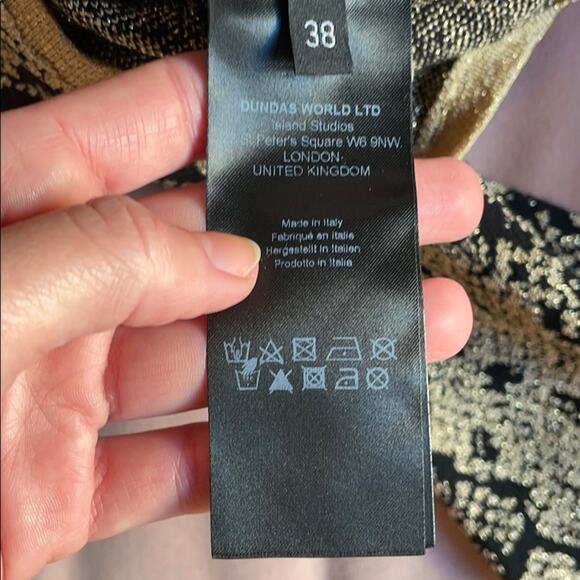 38
DUNDAS WORLD LTD
Island Studios
St Peter's Square W6 9NW
LONDON
UNITED KINGDOM
Made in Italy
Fabriqué en Italie
Hergestellt in Italien
Prodotto in Italia